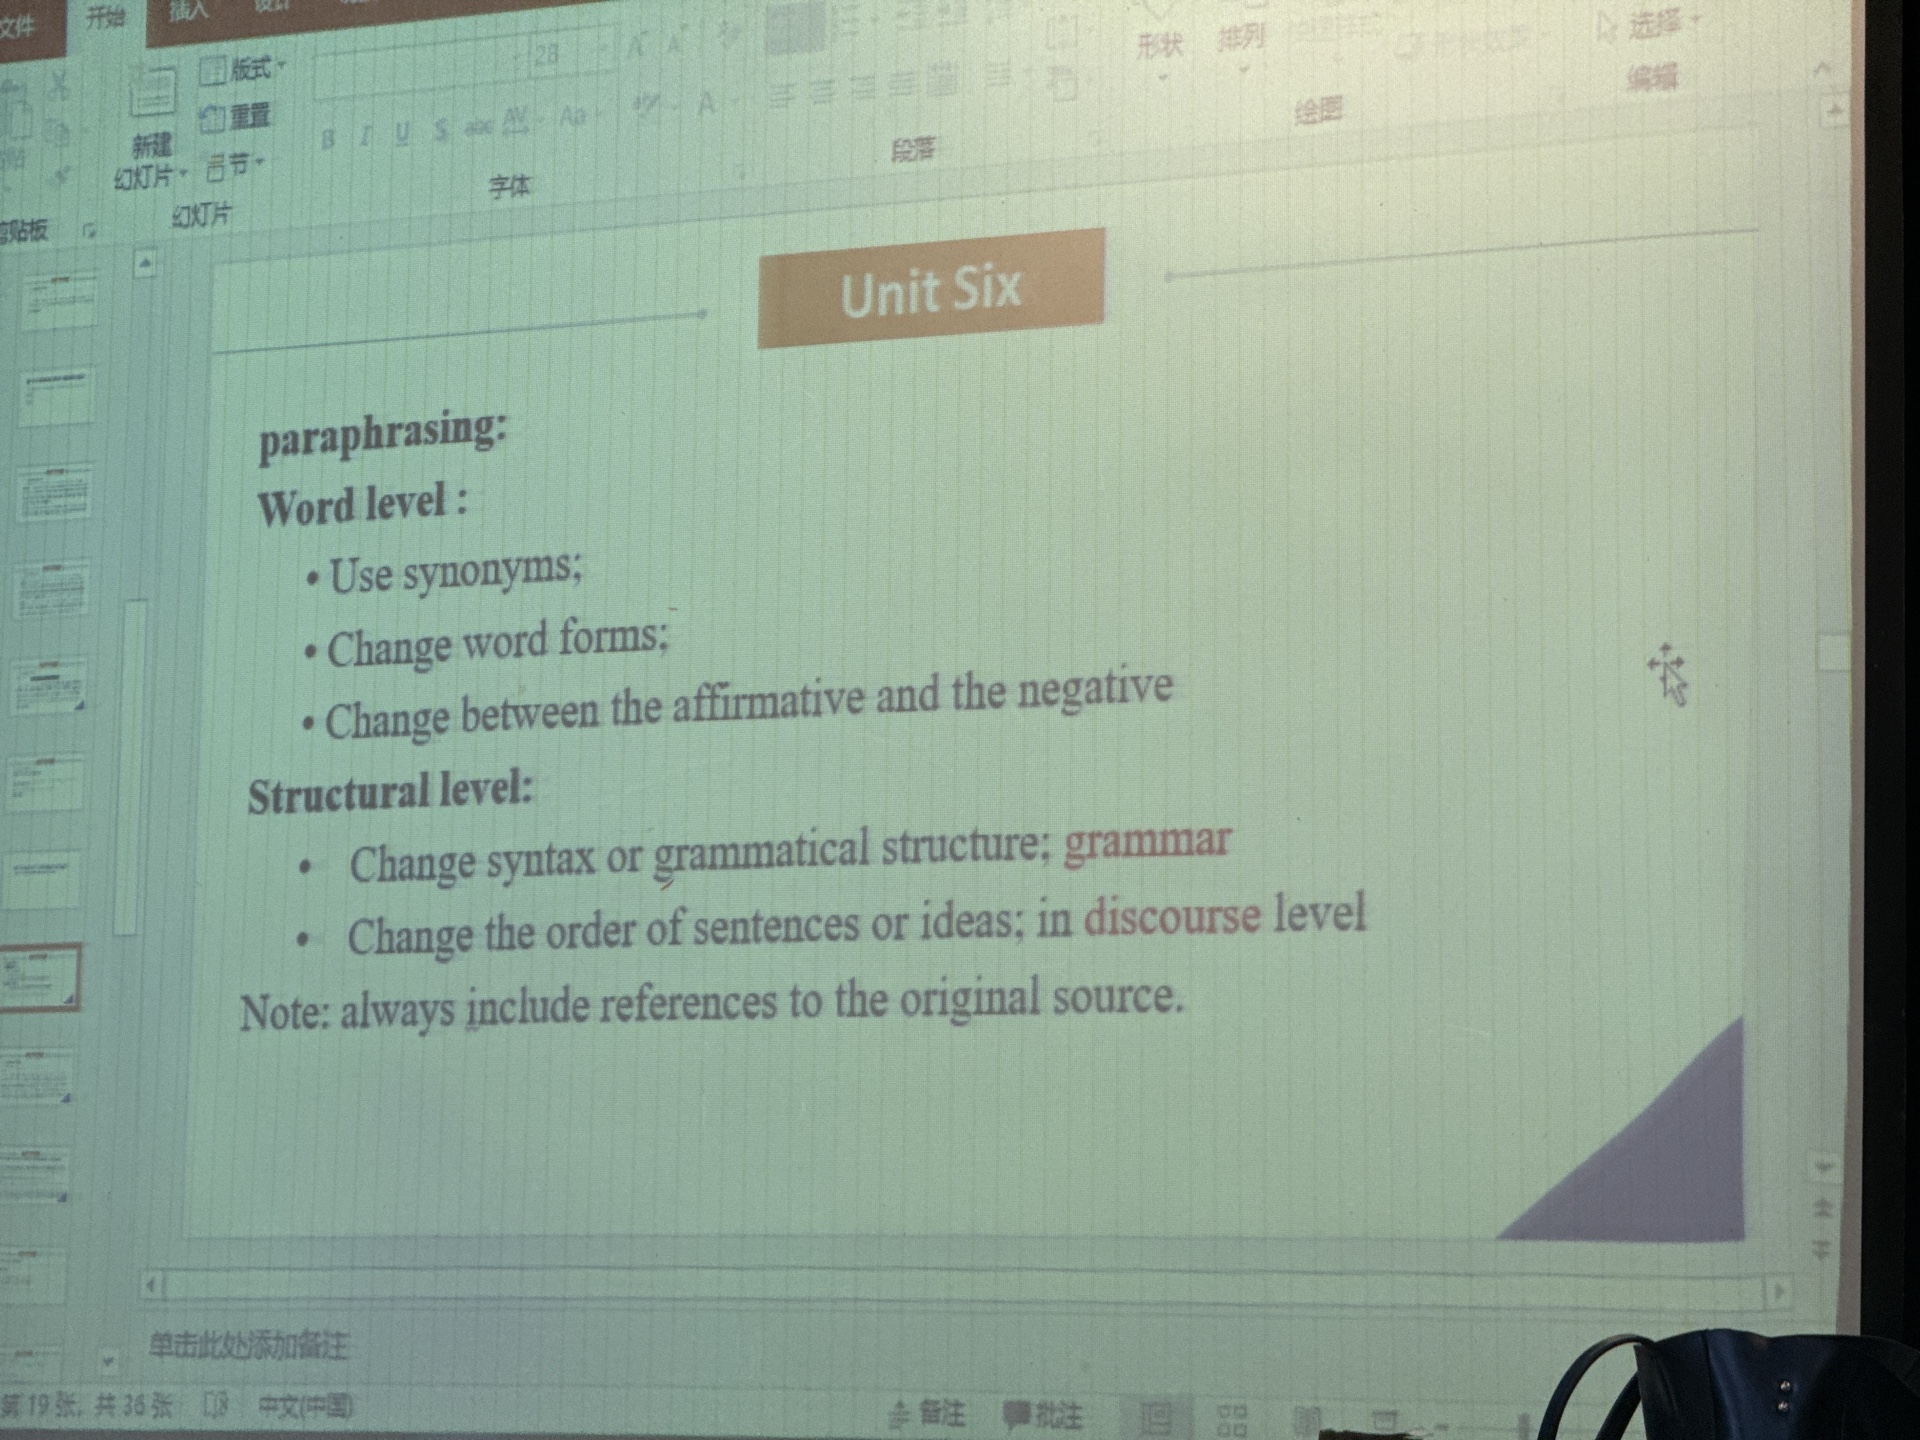 文件 开始 插入 设计
版式
重置
节
新建
幻灯片
剪贴板
幻灯片
28
B I U S abc AV Aa A
字体
段落
形状
排列
绘图
选择
编辑
Unit Six
paraphrasing:
Word level :
• Use synonyms;
• Change word forms;
• Change between the affirmative and the negative
Structural level:
• Change syntax or grammatical structure; grammar
• Change the order of sentences or ideas; in discourse level
Note: always include references to the original source.
单击此处添加备注
第 19 张，共 36 张 中文(中国) 备注 批注